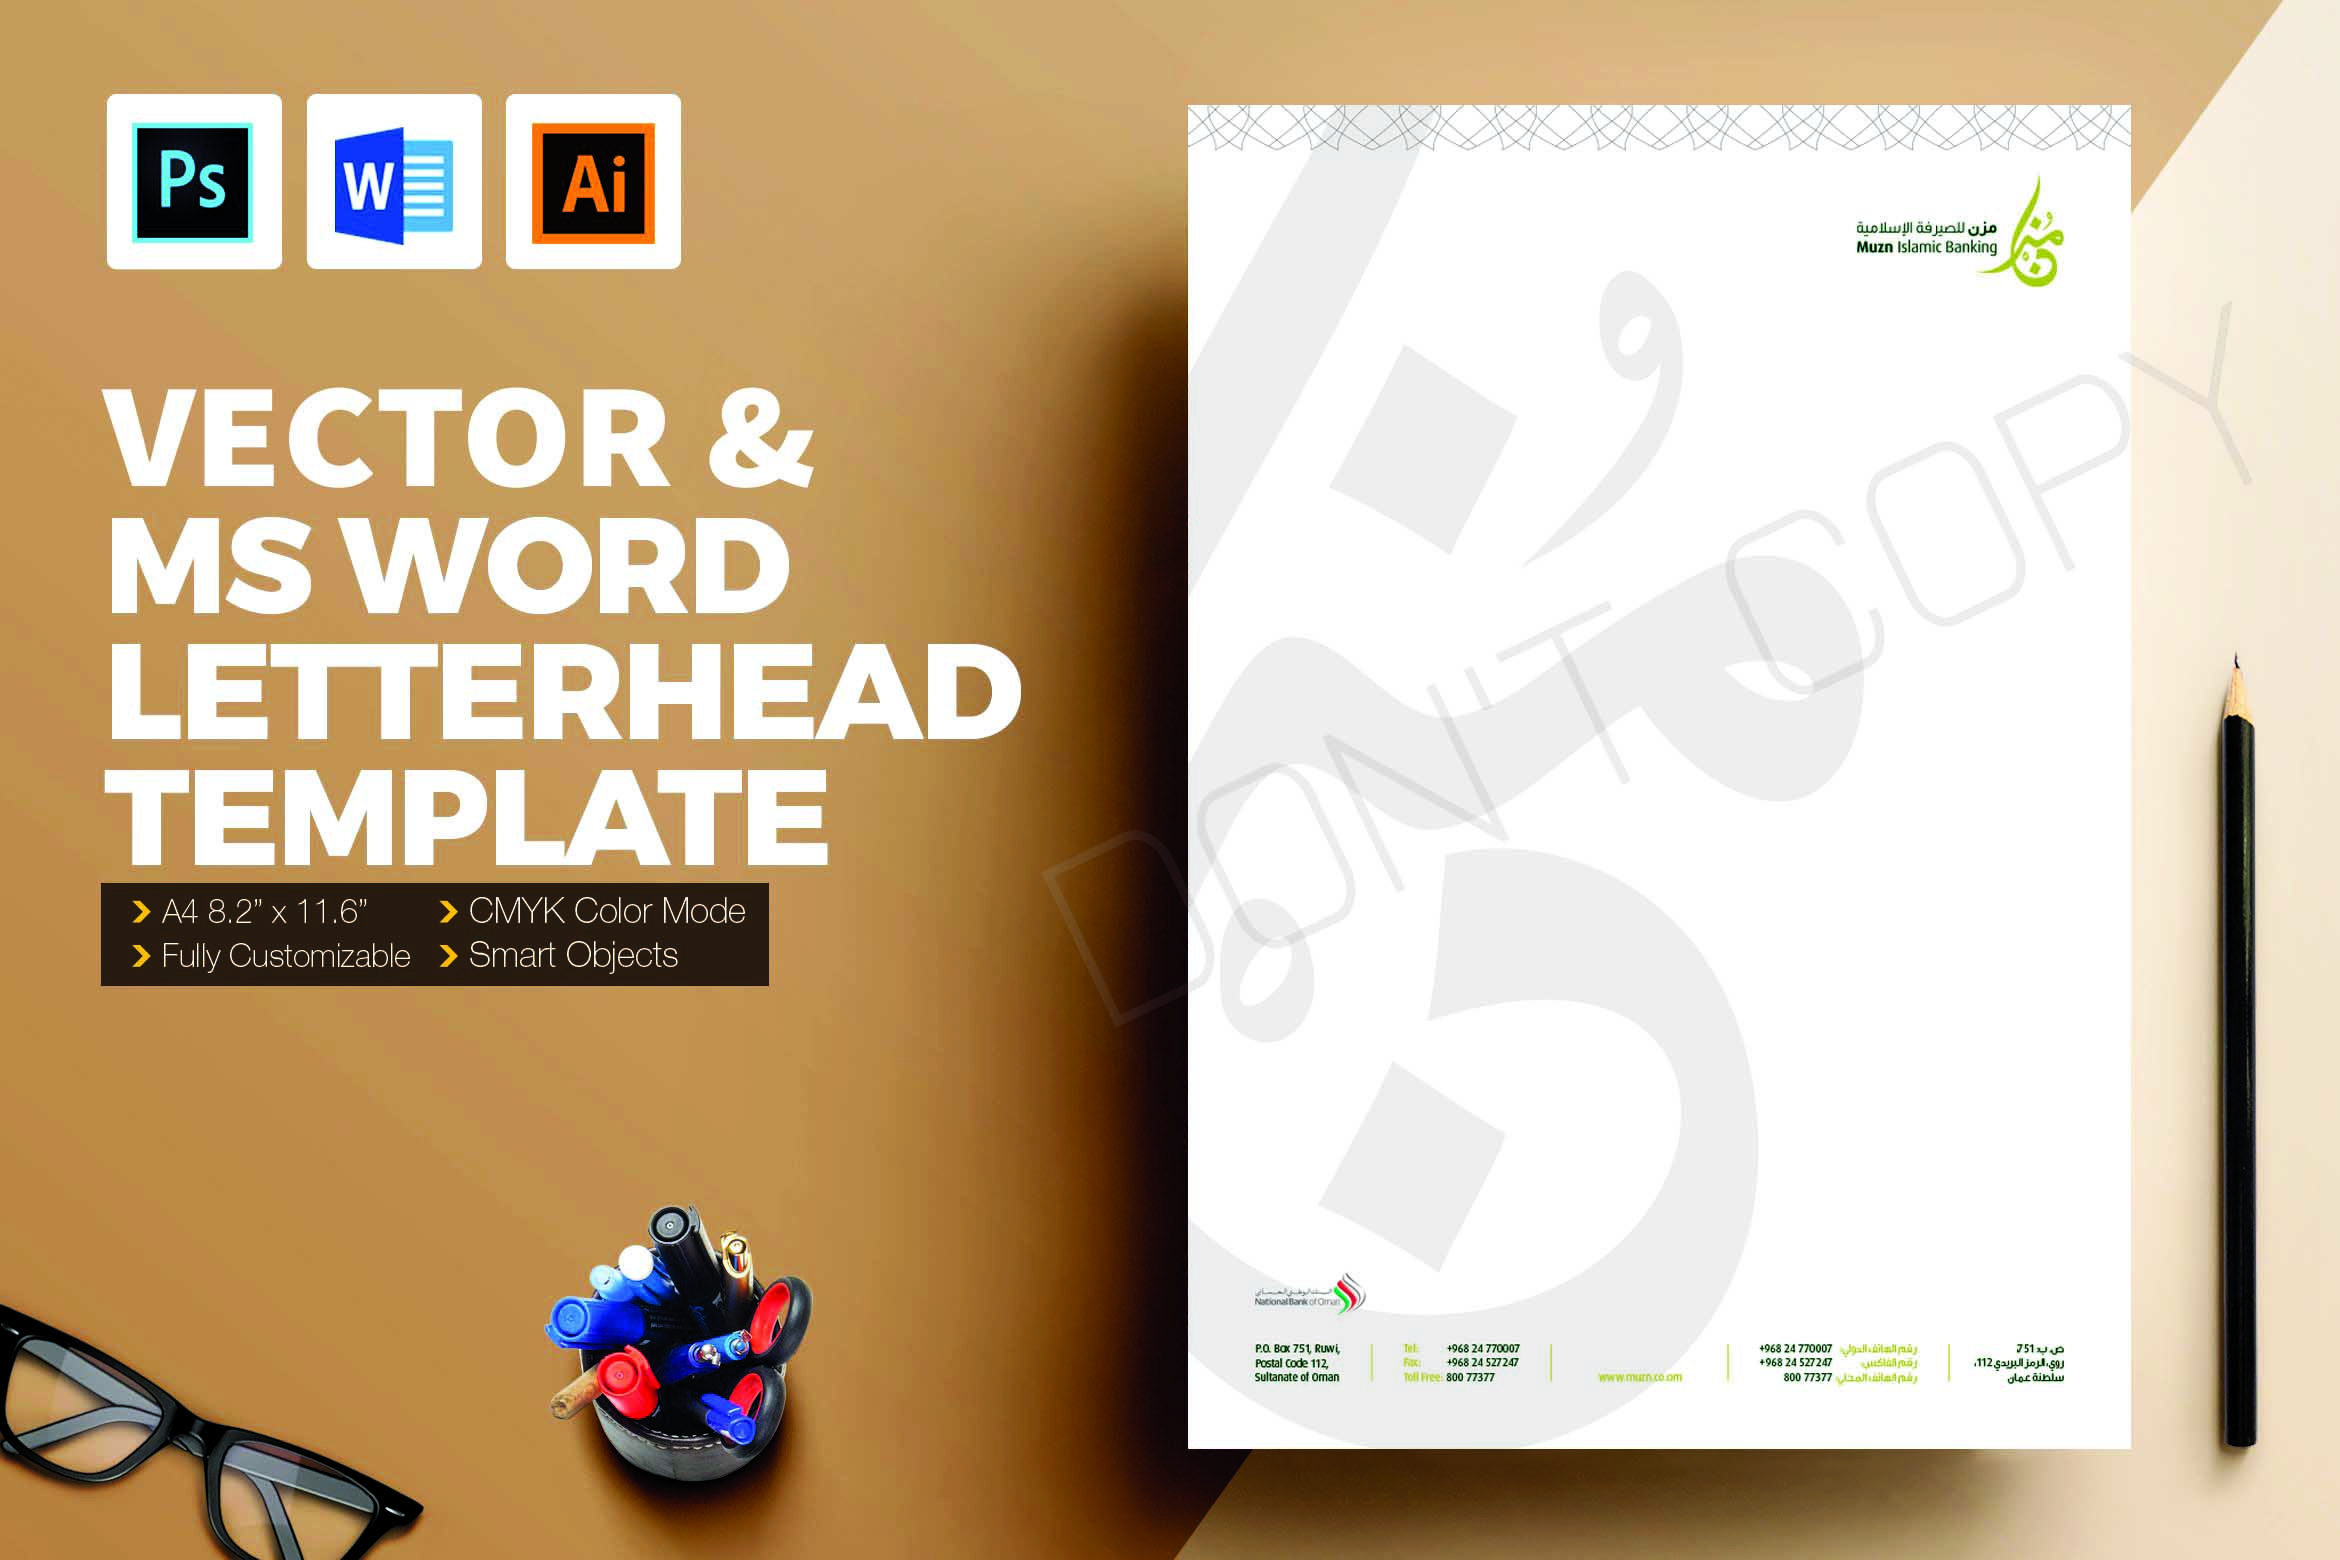 Ps
W
Ai
VECTOR &
MS WORD
LETTERHEAD
TEMPLATE
A4 8.2” x 11.6”
CMYK Color Mode
Fully Customizable
Smart Objects
مزن للصيرفة الإسلامية
Muzn Islamic Banking
مزن
DON'T COPY
البنك الوطني العماني
National Bank of Oman
P.O. Box 751, Ruwi,
Postal Code 112,
Sultanate of Oman
Tel: +968 24 770007
Fax: +968 24 527247
Toll Free: 800 77377
www.muzn.co.om
رقم الهاتف الدولي: +968 24 770007
رقم الفاكس: +968 24 527247
رقم الهاتف المجاني: 800 77377
ص. ب: 751
روي، الرمز البريدي 112،
سلطنة عمان